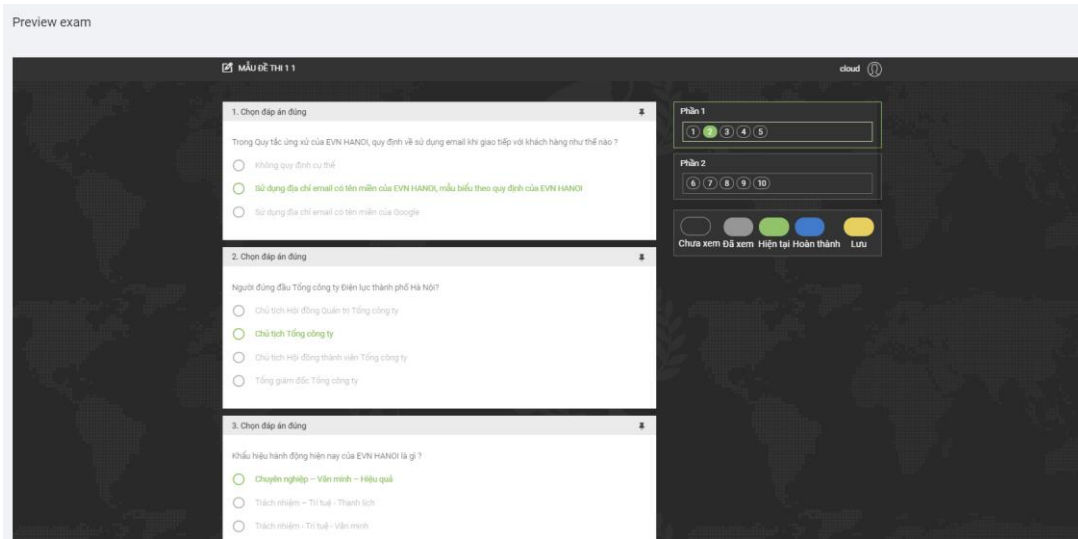 Preview exam
MẪU ĐỀ THI 1 1
cloud
1. Chọn đáp án đúng
Trong Quy tắc ứng xử của EVN HANOI, quy định về sử dụng email khi giao tiếp với khách hàng như thế nào ?
Không quy định cụ thể
Sử dụng địa chỉ email có tên miền của EVN HANOI, mẫu biểu theo quy định của EVN HANOI
Sử dụng địa chỉ email có tên miền của Google
2. Chọn đáp án đúng
Người đứng đầu Tổng công ty Điện lực thành phố Hà Nội?
Chủ tịch Hội đồng Quản trị Tổng công ty
Chủ tịch Tổng công ty
Chủ tịch Hội đồng thành viên Tổng công ty
Tổng giám đốc Tổng công ty
3. Chọn đáp án đúng
Khẩu hiệu hành động hiện nay của EVN HANOI là gì ?
Chuyên nghiệp – Văn minh – Hiệu quả
Trách nhiệm – Trí tuệ - Thanh lịch
Trách nhiệm - Trí tuệ - Văn minh
Phần 1
1 2 3 4 5
Phần 2
6 7 8 9 10
Chưa xem Đã xem Hiện tại Hoàn thành Lưu